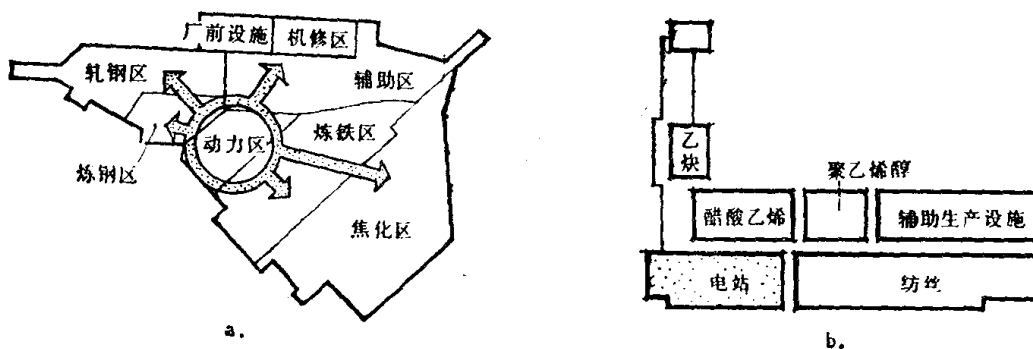 厂前设施
机修区
轧钢区
辅助区
动力区
炼铁区
炼钢区
焦化区
a.
乙炔
聚乙烯醇
醋酸乙烯
辅助生产设施
电站
纺丝
b.